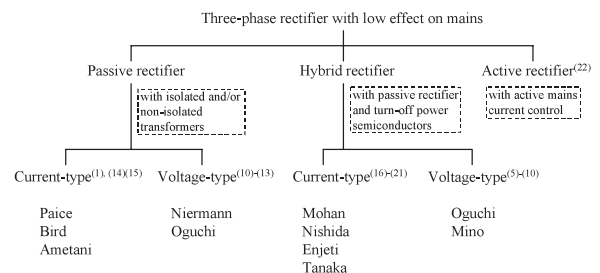 Three-phase rectifier with low effect on mains
Passive rectifier
Hybrid rectifier
Active rectifier(22)
with isolated and/or
non-isolated
transformers
with passive rectifier
and turn-off power
semiconductors
with active mains
current control
Current-type(1), (14)(15)
Voltage-type(10)-(13)
Current-type(16)-(21)
Voltage-type(5)-(10)
Paice
Bird
Ametani
Niermann
Oguchi
Mohan
Nishida
Enjeti
Tanaka
Oguchi
Mino